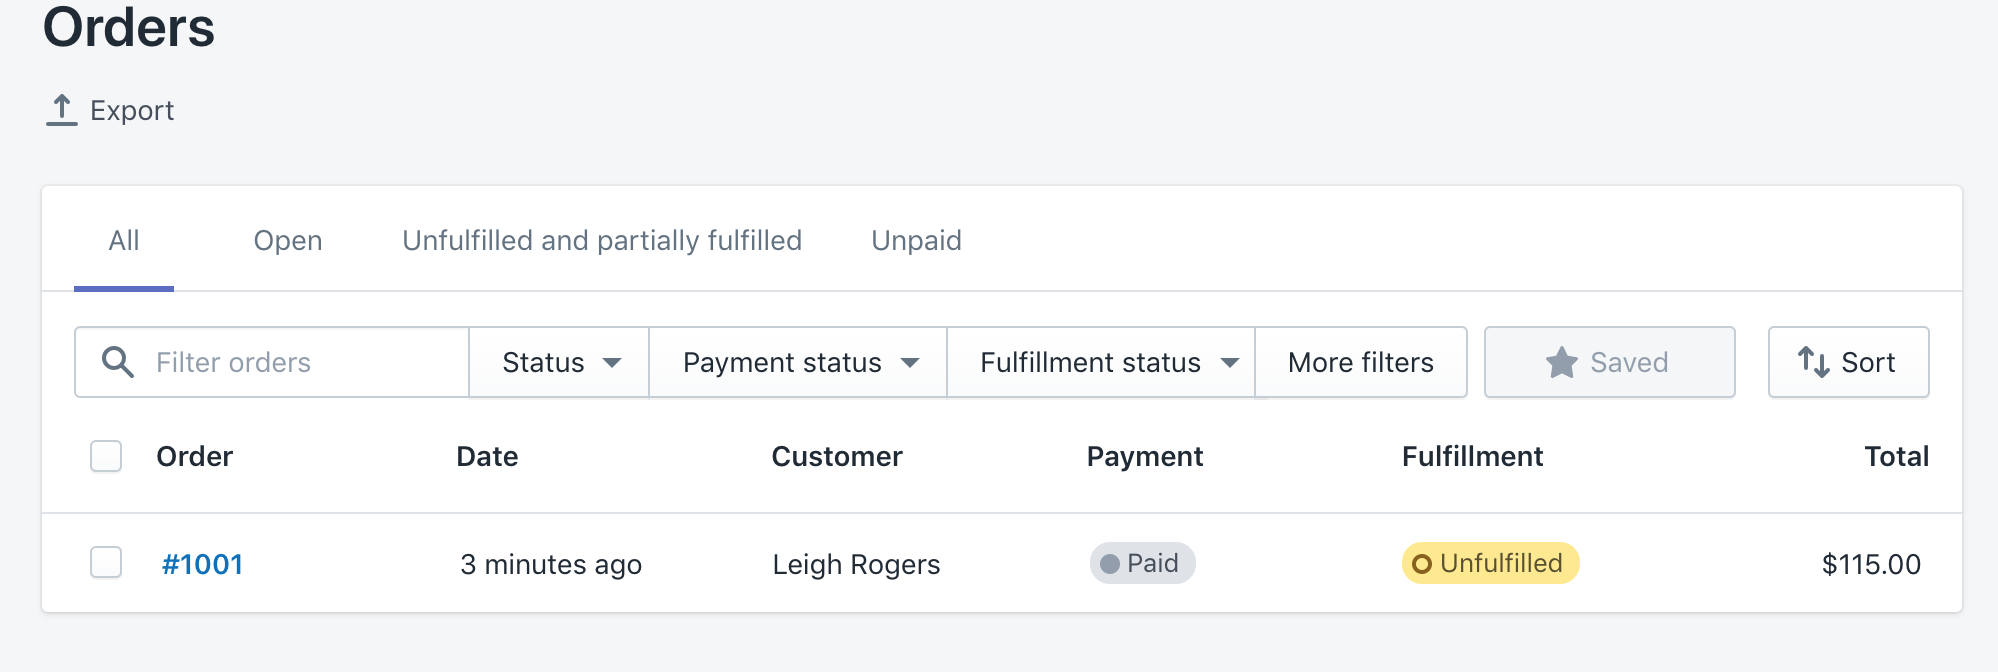 Orders
Export
All Open Unfulfilled and partially fulfilled Unpaid
Filter orders Status Payment status Fulfillment status More filters Saved Sort
Order Date Customer Payment Fulfillment Total
#1001 3 minutes ago Leigh Rogers Paid Unfulfilled $115.00